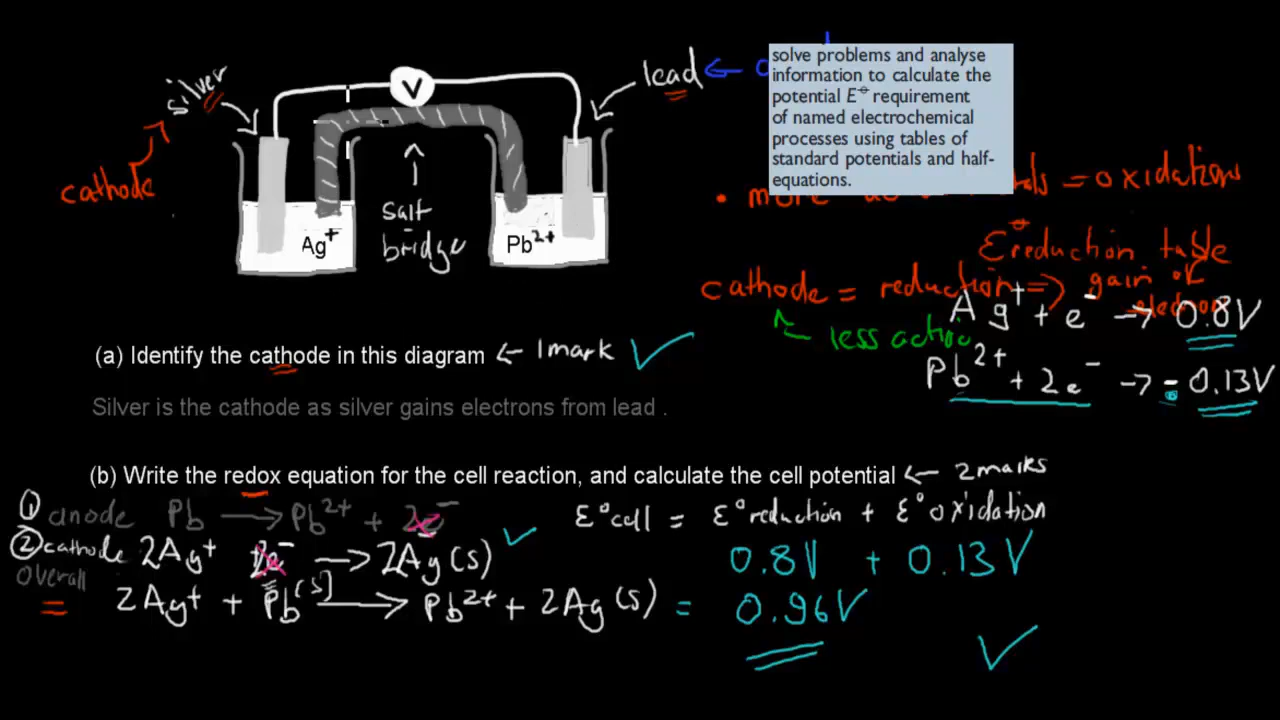 solve problems and analyse
information to calculate the
potential E⦵ requirement
of named electrochemical
processes using tables of
standard potentials and half-
equations.
silver
V
lead ←
cathode
= oxidation
Ag⁺
salt
bridge
Pb²⁺
E⦵reduction table
cathode = reduction => gain of
less
Ag⁺ + e⁻ → 0.8V
Pb²⁺ + 2e⁻ → -0.13V
(a) Identify the cathode in this diagram ← 1mark
Silver is the cathode as silver gains electrons from lead .
(b) Write the redox equation for the cell reaction, and calculate the cell potential ← 2marks
① anode Pb → Pb²⁺ + 2e⁻
E°cell = E°reduction + E°oxidation
② cathode 2Ag⁺ 2e⁻ → 2Ag(s)
0.8V + 0.13V
Overall
= 2Ag⁺ + Pb(s) → Pb²⁺ + 2Ag(s) = 0.96V